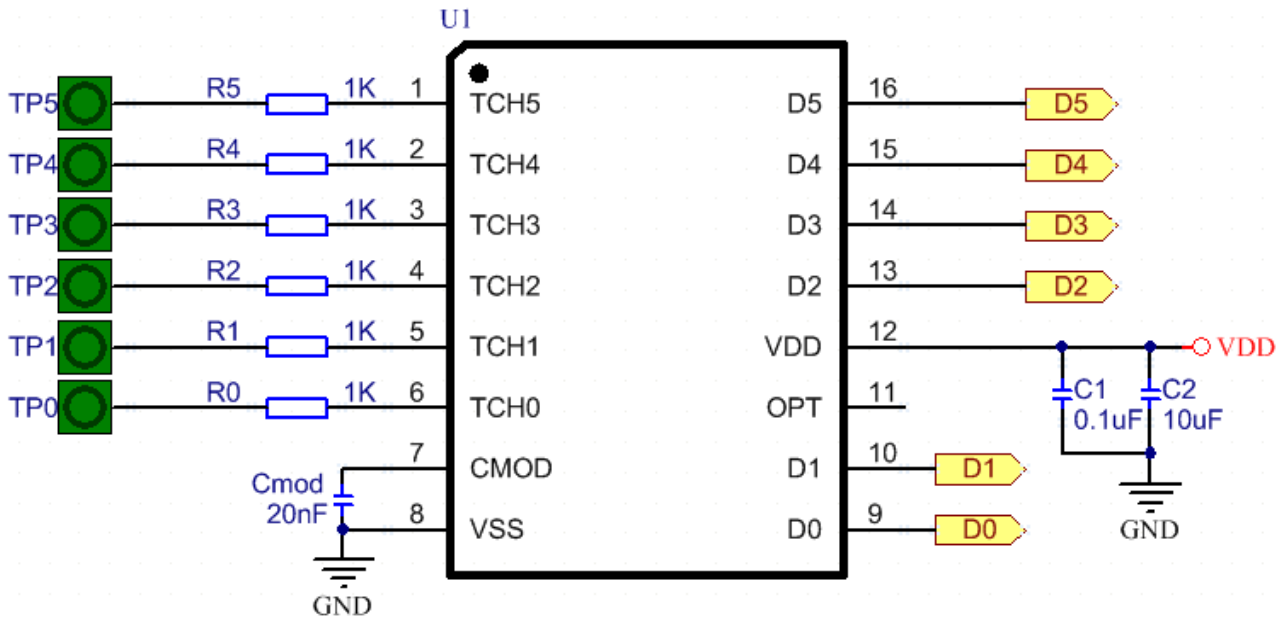 U1
TP5 R5 1K 1 TCH5 D5 16 D5
TP4 R4 1K 2 TCH4 D4 15 D4
TP3 R3 1K 3 TCH3 D3 14 D3
TP2 R2 1K 4 TCH2 D2 13 D2
TP1 R1 1K 5 TCH1 VDD 12 VDD
TP0 R0 1K 6 TCH0 OPT 11
C1 C2
0.1uF 10uF
7 CMOD D1 10 D1
Cmod
20nF
8 VSS D0 9 D0
GND
GND